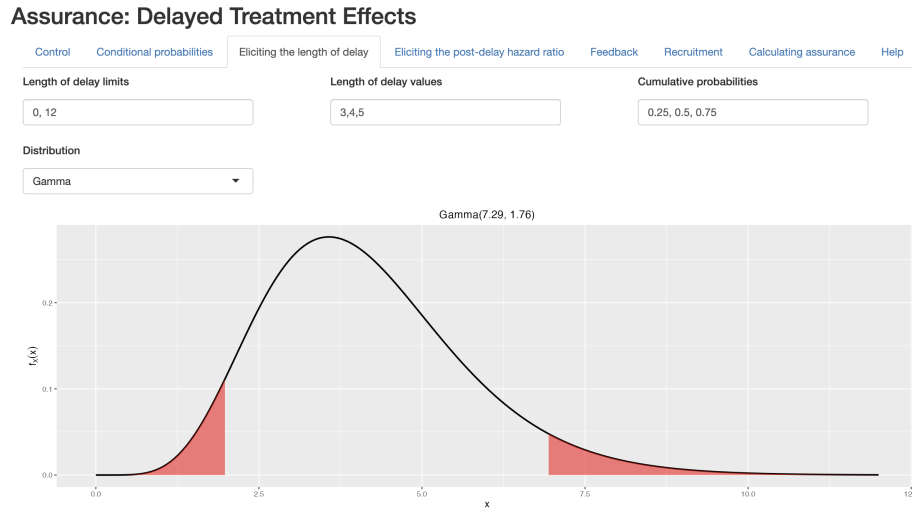 Assurance: Delayed Treatment Effects
Control Conditional probabilities Eliciting the length of delay Eliciting the post-delay hazard ratio Feedback Recruitment Calculating assurance Help
Length of delay limits Length of delay values Cumulative probabilities
0, 12 3,4,5 0.25, 0.5, 0.75
Distribution
Gamma
Gamma(7.29, 1.76)
fX(x)
0.2
0.1
0.0
0.0 2.5 5.0 7.5 10.0 12
x